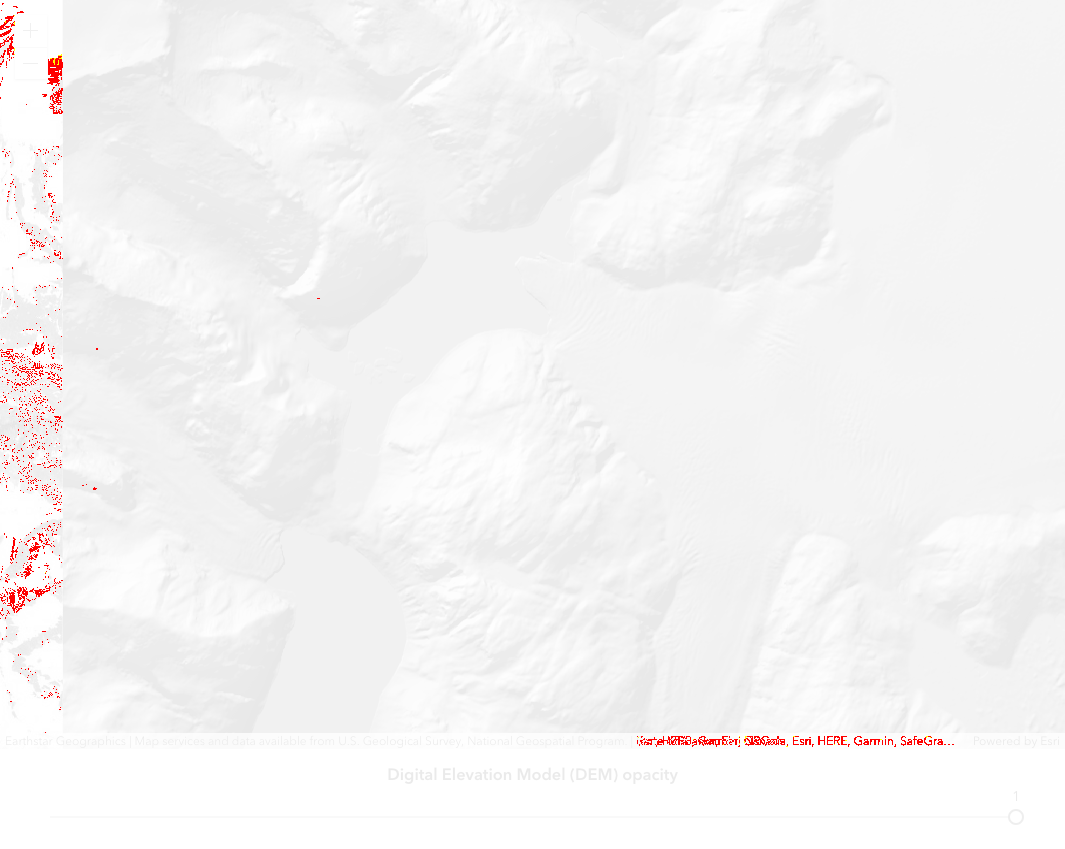 Earthstar Geographics | Map services and data available from U.S. Geological Survey, National Geospatial Program. | Esri, HERE, Garmin, SafeGra... Powered by Esri
Digital Elevation Model (DEM) opacity
1